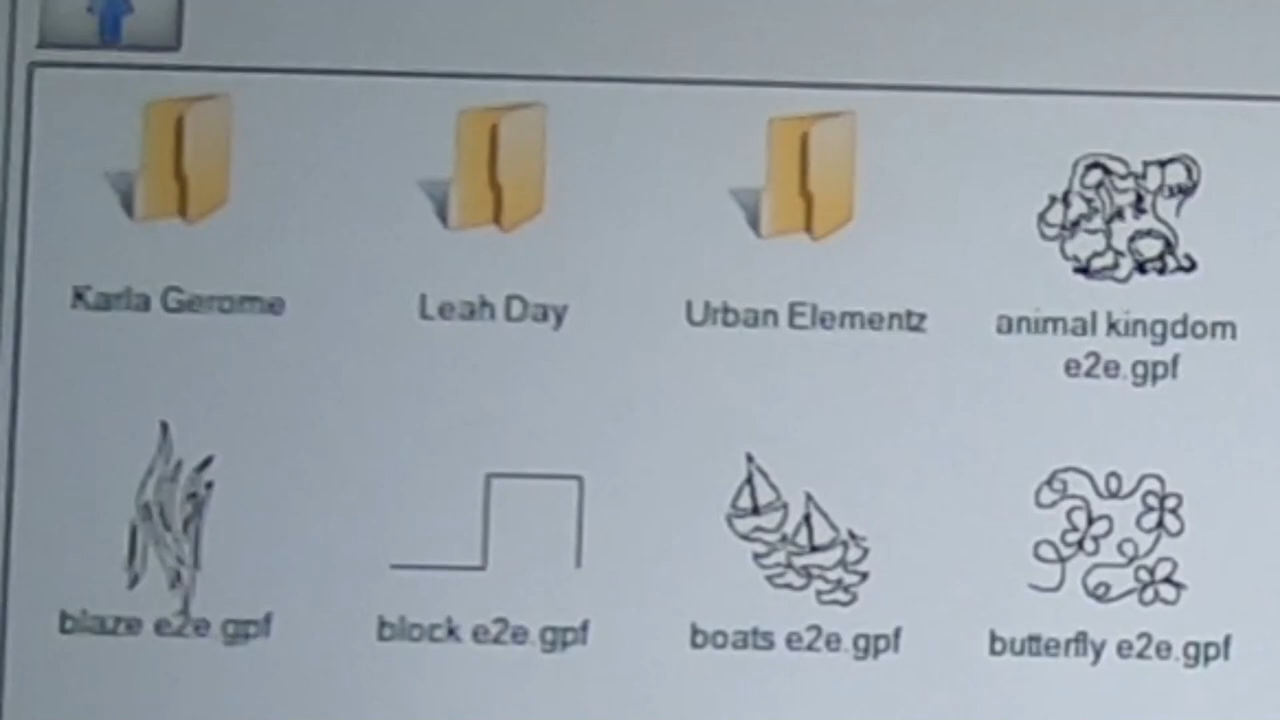 Karla Gerome
Leah Day
Urban Elementz
animal kingdom
e2e.gpf
blaze e2e.gpf
block e2e.gpf
boats e2e.gpf
butterfly e2e.gpf